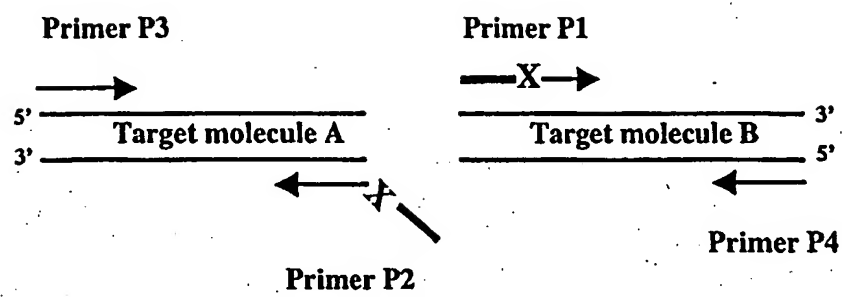 Primer P3
Primer P1
X
5’
3’
Target molecule A
Target molecule B
3’
5’
X
Primer P4
Primer P2